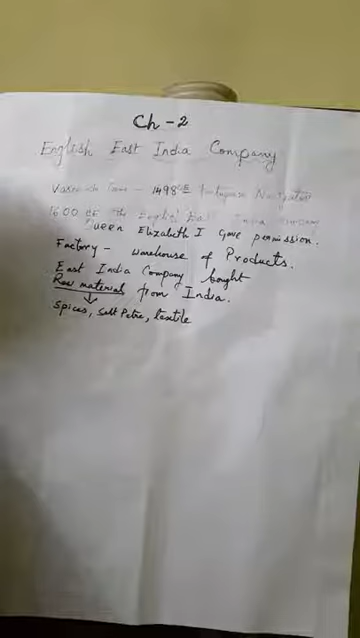 Ch - 2
English East India Company
Vasco da Gama - 1498 CE Portuguese Navigator
1600 CE The English East India Company
Queen Elizabeth I gave permission.
Factory - warehouse of Products.
East India Company bought
Raw material from India.
Spices, Salt Petre, textile